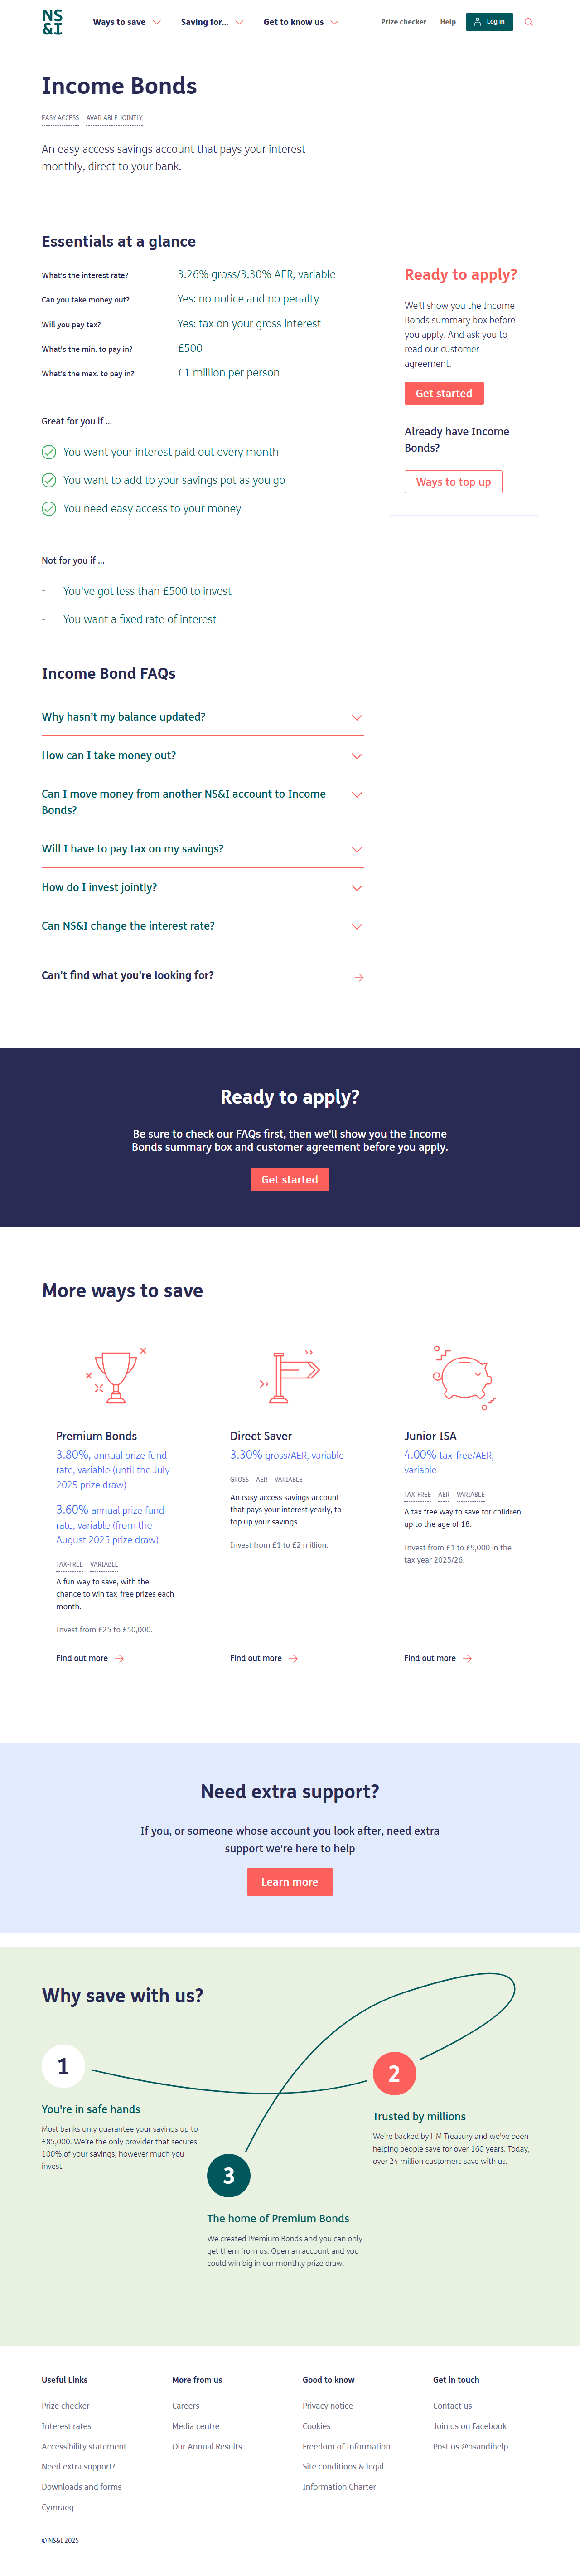 NS
&I
Ways to save
Saving for...
Get to know us
Prize checker
Help
Log in
Income Bonds
EASY ACCESS AVAILABLE JOINTLY
An easy access savings account that pays your interest
monthly, direct to your bank.
Essentials at a glance
What's the interest rate? 3.26% gross/3.30% AER, variable
Can you take money out? Yes: no notice and no penalty
Will you pay tax? Yes: tax on your gross interest
What's the min. to pay in? £500
What's the max. to pay in? £1 million per person
Great for you if ...
You want your interest paid out every month
You want to add to your savings pot as you go
You need easy access to your money
Not for you if ...
– You've got less than £500 to invest
– You want a fixed rate of interest
Ready to apply?
We'll show you the Income
Bonds summary box before
you apply. And ask you to
read our customer
agreement.
Get started
Already have Income
Bonds?
Ways to top up
Income Bond FAQs
Why hasn't my balance updated?
How can I take money out?
Can I move money from another NS&I account to Income
Bonds?
Will I have to pay tax on my savings?
How do I invest jointly?
Can NS&I change the interest rate?
Can't find what you're looking for?
Ready to apply?
Be sure to check our FAQs first, then we'll show you the Income
Bonds summary box and customer agreement before you apply.
Get started
More ways to save
Premium Bonds
3.80%, annual prize fund
rate, variable (until the July
2025 prize draw)
3.60% annual prize fund
rate, variable (from the
August 2025 prize draw)
TAX-FREE VARIABLE
A fun way to save, with the
chance to win tax-free prizes each
month.
Invest from £25 to £50,000.
Find out more
Direct Saver
3.30% gross/AER, variable
GROSS AER VARIABLE
An easy access savings account
that pays your interest yearly, to
top up your savings.
Invest from £1 to £2 million.
Find out more
Junior ISA
4.00% tax-free/AER,
variable
TAX-FREE AER VARIABLE
A tax free way to save for children
up to the age of 18.
Invest from £1 to £9,000 in the
tax year 2025/26.
Find out more
Need extra support?
If you, or someone whose account you look after, need extra
support we're here to help
Learn more
Why save with us?
1
You're in safe hands
Most banks only guarantee your savings up to
£85,000. We're the only provider that secures
100% of your savings, however much you
invest.
2
Trusted by millions
We're backed by HM Treasury and we've been
helping people save for over 160 years. Today,
over 24 million customers save with us.
3
The home of Premium Bonds
We created Premium Bonds and you can only
get them from us. Open an account and you
could win big in our monthly prize draw.
Useful Links
Prize checker
Interest rates
Accessibility statement
Need extra support?
Downloads and forms
Cymraeg
More from us
Careers
Media centre
Our Annual Results
Good to know
Privacy notice
Cookies
Freedom of Information
Site conditions & legal
Information Charter
Get in touch
Contact us
Join us on Facebook
Post us @nsandihelp
© NS&I 2025